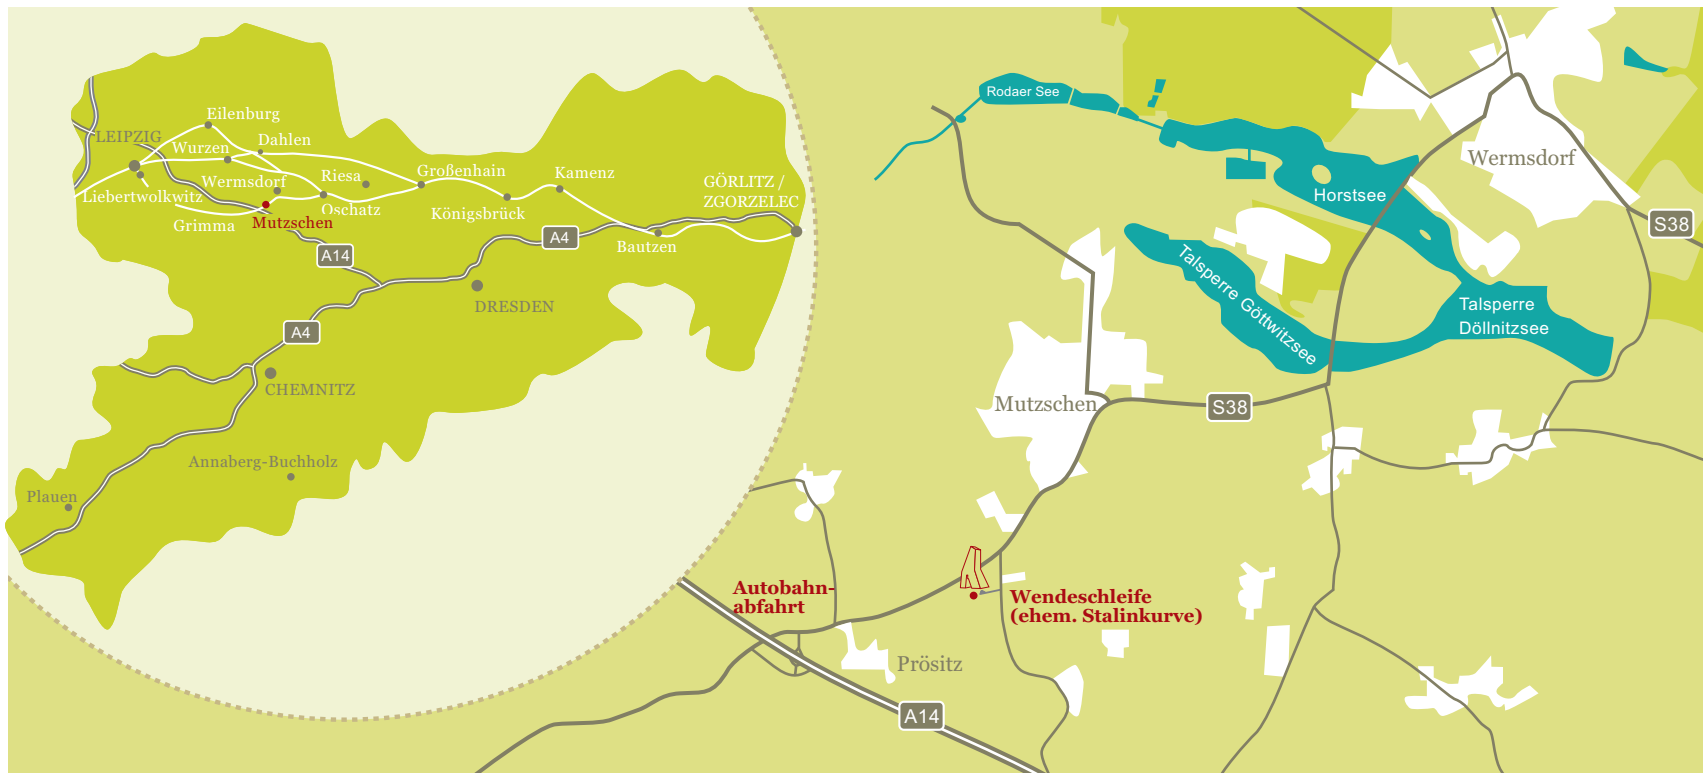 Eilenburg
LEIPZIG
Dahlen
Wurzen
Wermsdorf
Riesa
Großenhain
Kamenz
Liebertwolkwitz
Oschatz
Königsbrück
GÖRLITZ /
ZGORZELEC
Grimma
Mutzschen
Bautzen
A14
A4
DRESDEN
A4
CHEMNITZ
Annaberg-Buchholz
Plauen
Rodaer See
Wermsdorf
Horstsee
S38
Talsperre Göttwitzsee
Talsperre
Döllnitzsee
Mutzschen
S38
Autobahn-
abfahrt
Wendeschleife
(ehem. Stalinkurve)
Prösitz
A14